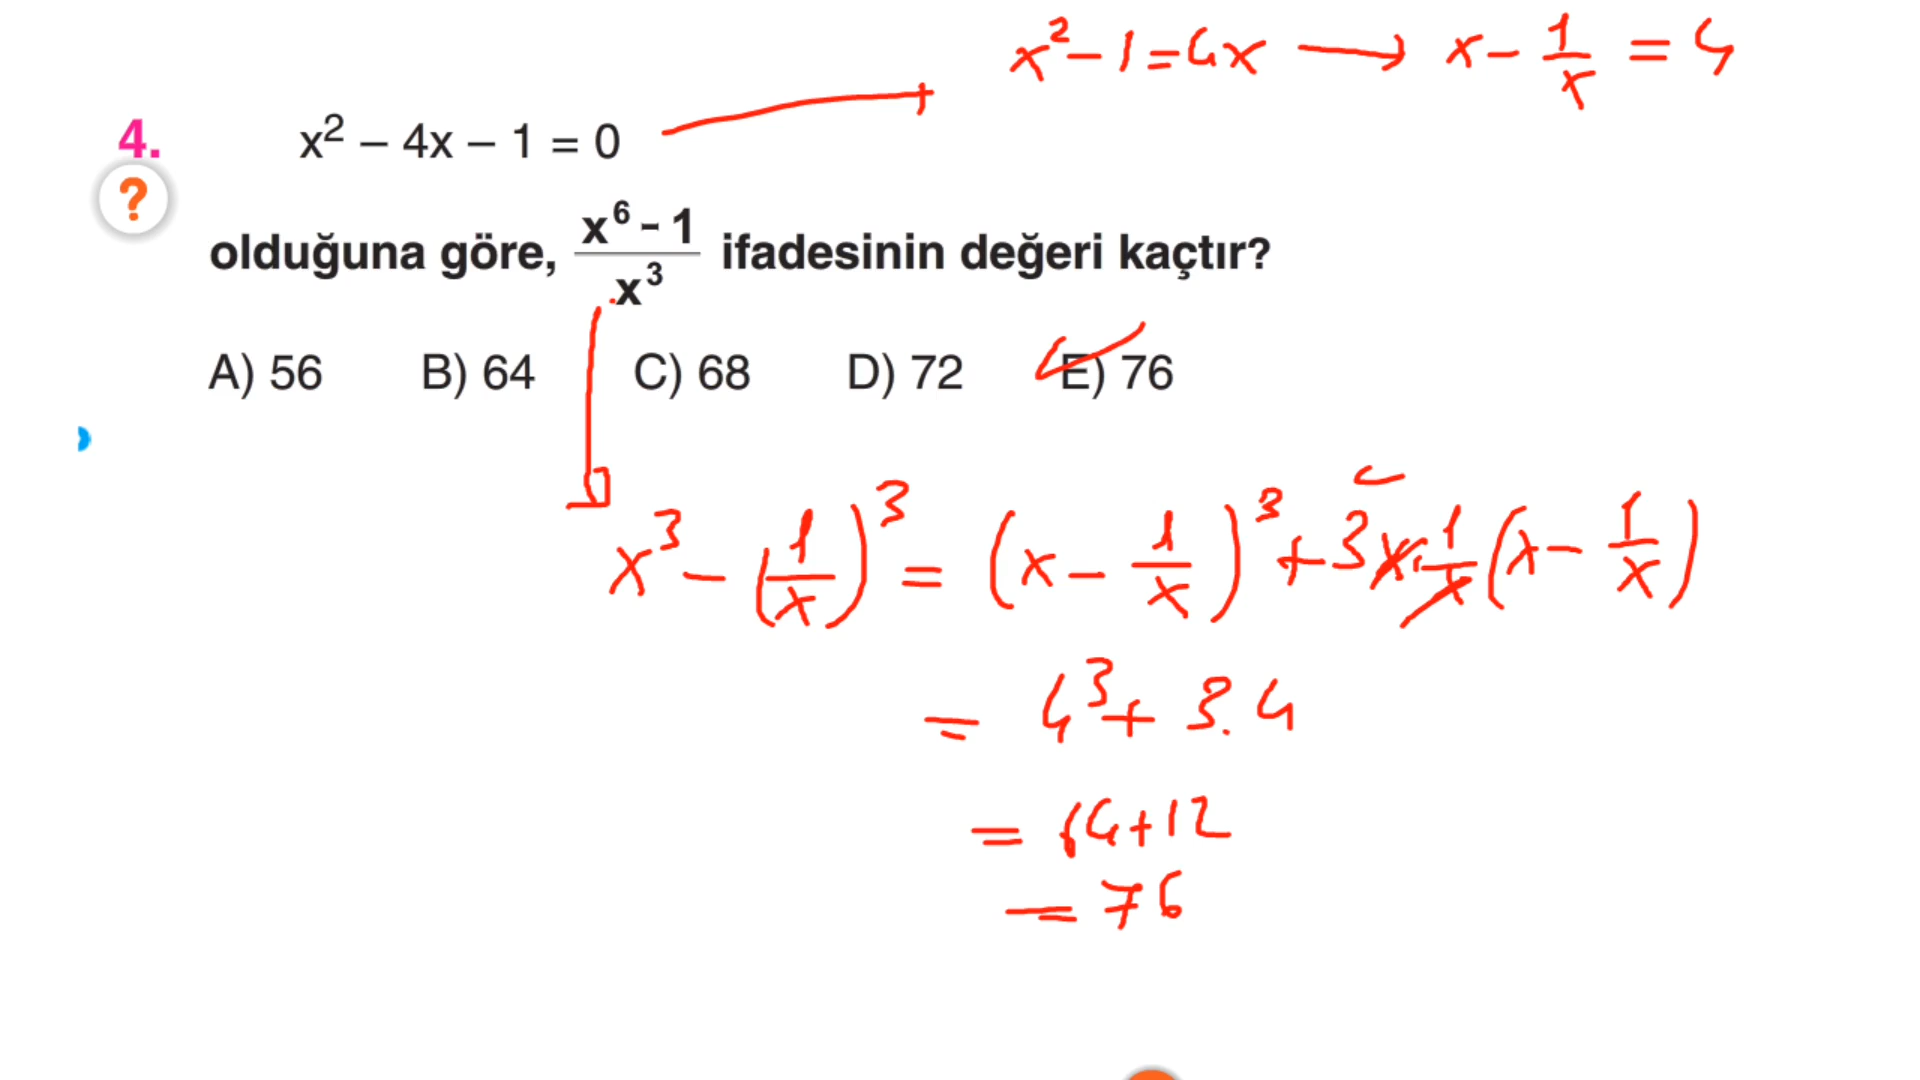 x² - 1 = 4x → x - 1/x = 4
4. x² – 4x – 1 = 0
?
olduğuna göre, (x⁶ - 1)/x³ ifadesinin değeri kaçtır?
A) 56 B) 64 C) 68 D) 72 E) 76
x³ - (1/x)³ = (x - 1/x)³ + 3x·1/x (x - 1/x)
= 4³ + 3.4
= 64+12
= 76